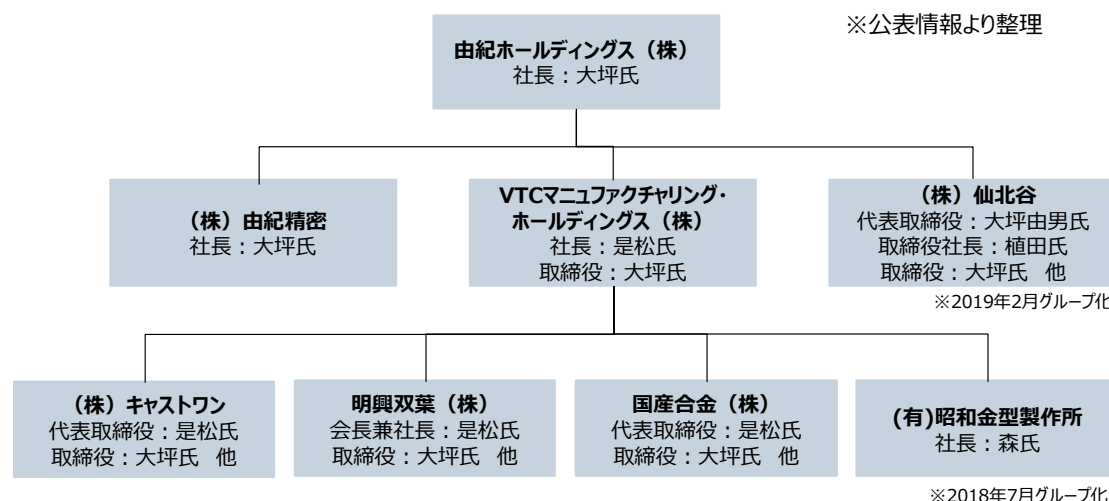 ※公表情報より整理
由紀ホールディングス（株）
社長：大坪氏
（株）由紀精密
社長：大坪氏
VTCマニュファクチャリング・
ホールディングス（株）
社長：是松氏
取締役：大坪氏
（株）仙北谷
代表取締役：大坪由男氏
取締役社長：植田氏
取締役：大坪氏 他
※2019年2月グループ化
（株）キャストワン
代表取締役：是松氏
取締役：大坪氏 他
明興双葉（株）
会長兼社長：是松氏
取締役：大坪氏 他
国産合金（株）
代表取締役：是松氏
取締役：大坪氏 他
(有)昭和金型製作所
社長：森氏
※2018年7月グループ化